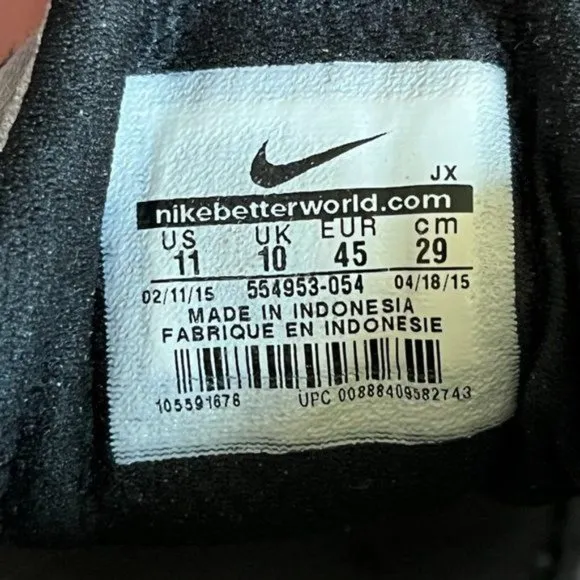 JX
nikebetterworld.com
US UK EUR cm
11 10 45 29
02/11/15 554953-054 04/18/15
MADE IN INDONESIA
FABRIQUE EN INDONESIE
105591678 UPC 00888409582743